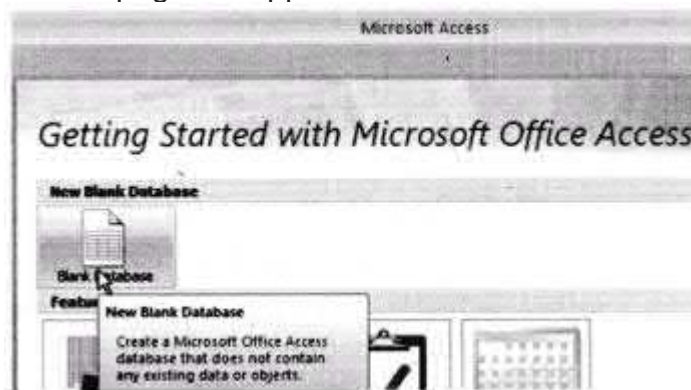 Microsoft Access
Getting Started with Microsoft Office Access
New Blank Database
Blank Database
New Blank Database
Create a Microsoft Office Access
database that does not contain
any existing data or objects.